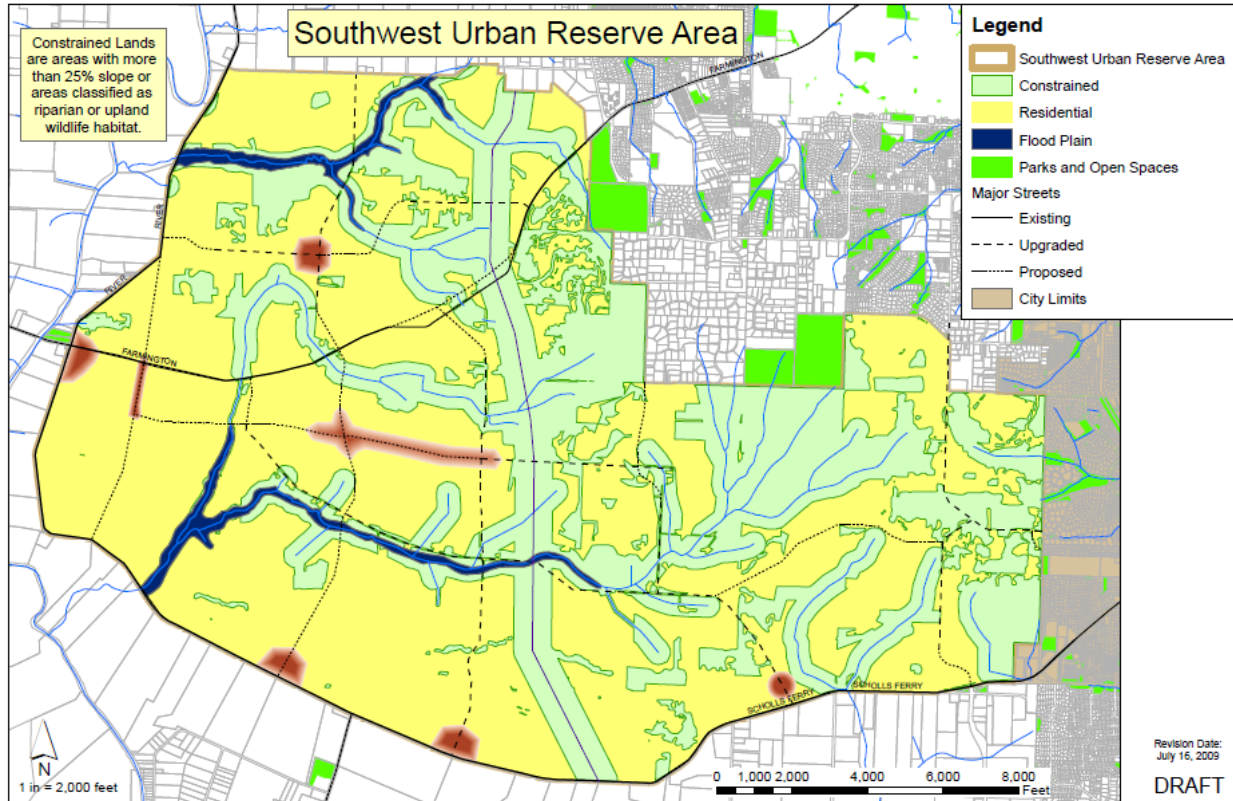 Southwest Urban Reserve Area
Constrained Lands
are areas with more
than 25% slope or
areas classified as
riparian or upland
wildlife habitat.
Legend
Southwest Urban Reserve Area
Constrained
Residential
Flood Plain
Parks and Open Spaces
Major Streets
Existing
Upgraded
Proposed
City Limits
FARMINGTON
RIVER
RIVER
FARMINGTON
SCHOLLS FERRY
SCHOLLS FERRY
N
1 in = 2,000 feet
0 1,000 2,000 4,000 6,000 8,000
Feet
Revision Date:
July 16, 2009
DRAFT